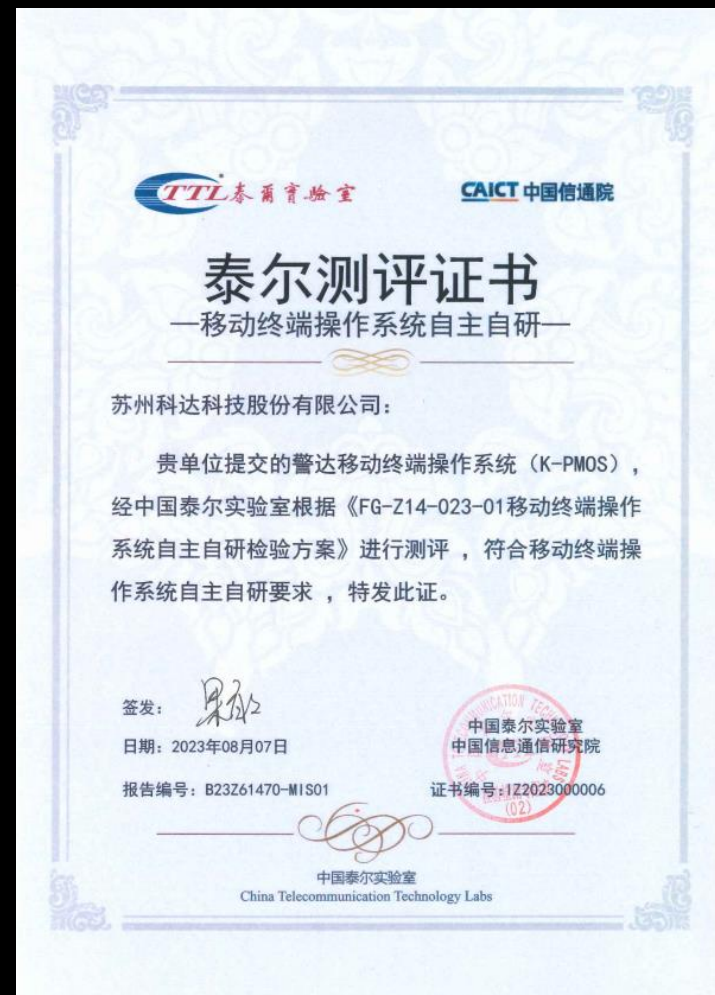 TTL泰爾實驗室
CAICT 中国信通院
泰尔测评证书
—移动终端操作系统自主自研—
苏州科达科技股份有限公司：
贵单位提交的警达移动终端操作系统（K-PMOS），
经中国泰尔实验室根据《FG-Z14-023-01移动终端操作
系统自主自研检验方案》进行测评 ，符合移动终端操
作系统自主自研要求 ，特发此证。
签发：
日期：2023年08月07日
报告编号：B23Z61470-MIS01
中国泰尔实验室
中国信息通信研究院
证书编号：IZ2023000006
(02)
中国泰尔实验室
China Telecommunication Technology Labs